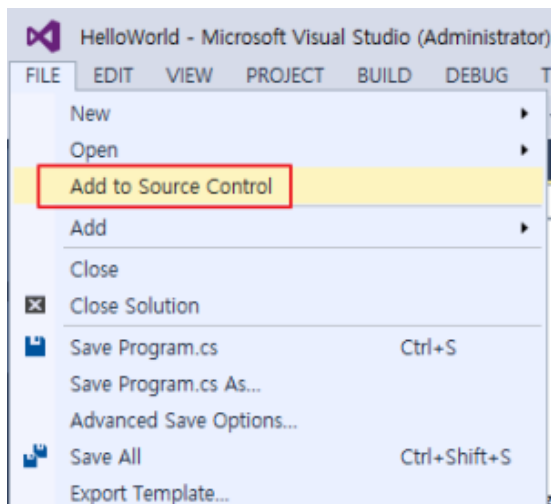 HelloWorld - Microsoft Visual Studio (Administrator)
FILE EDIT VIEW PROJECT BUILD DEBUG
New
Open
Add to Source Control
Add
Close
Close Solution
Save Program.cs Ctrl+S
Save Program.cs As...
Advanced Save Options...
Save All Ctrl+Shift+S
Export Template...